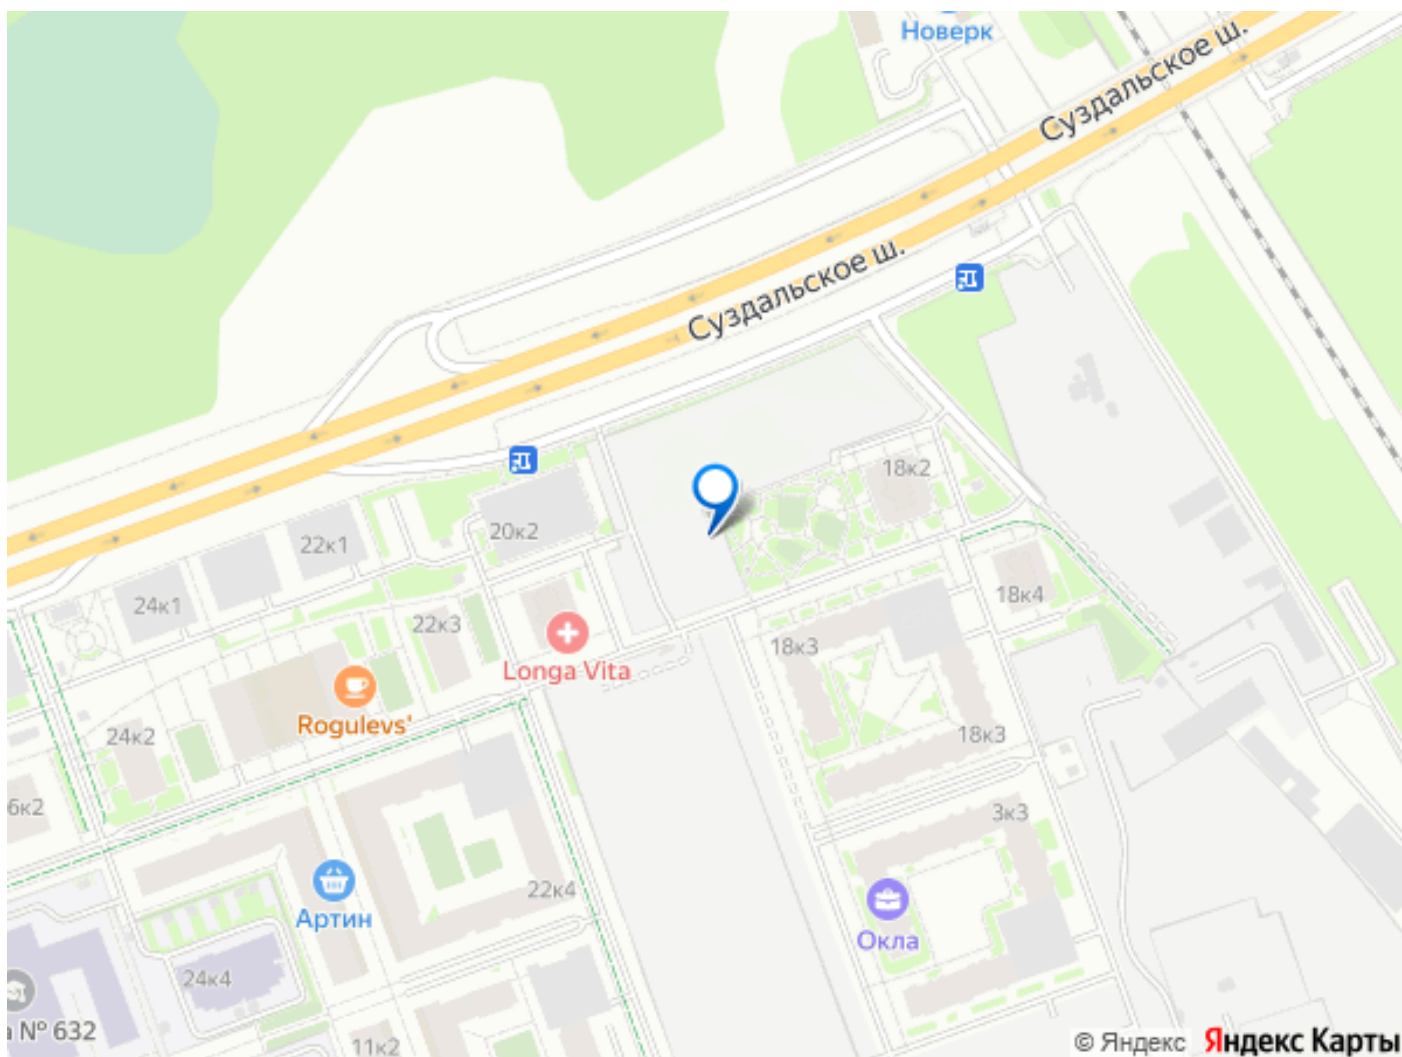 Новерк
Суздальское ш.
Суздальское ш.
18к2
20к2
22к1
24к1
18к4
22к3
18к3
Longa Vita
Rogulevs'
24к2
18к3
6к2
3к3
22к4
Артин
Окла
24к4
а № 632
11к2
© Яндекс Яндекс Карты